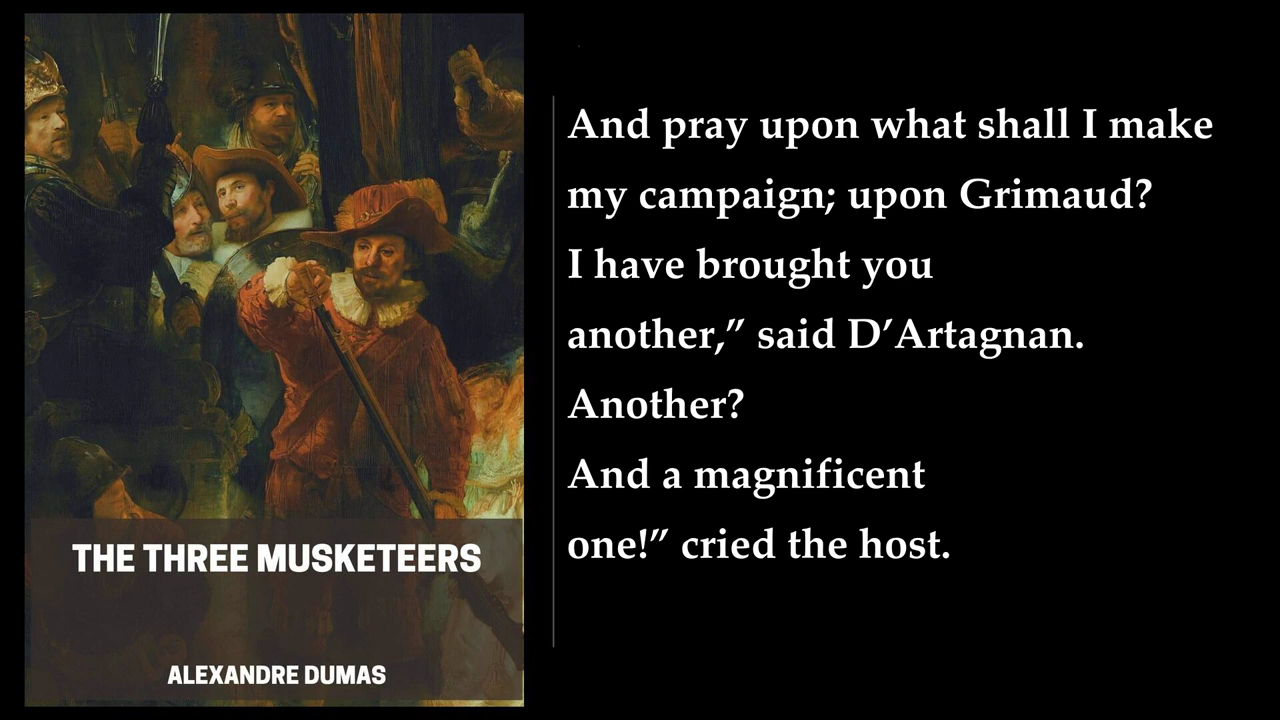 THE THREE MUSKETEERS
ALEXANDRE DUMAS
And pray upon what shall I make
my campaign; upon Grimaud?
I have brought you
another,” said D’Artagnan.
Another?
And a magnificent
one!” cried the host.